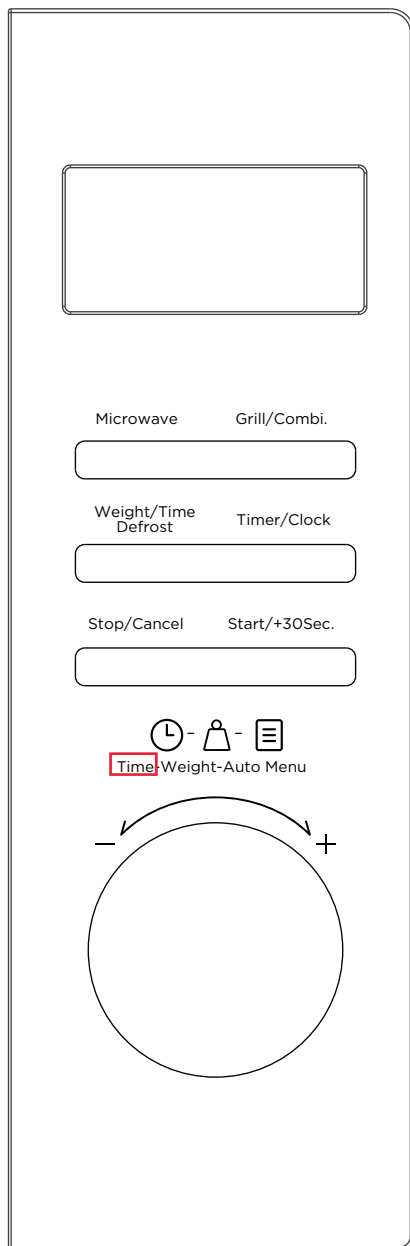 Microwave Grill/Combi.
Weight/Time
Defrost Timer/Clock
Stop/Cancel Start/+30Sec.
Time-Weight-Auto Menu